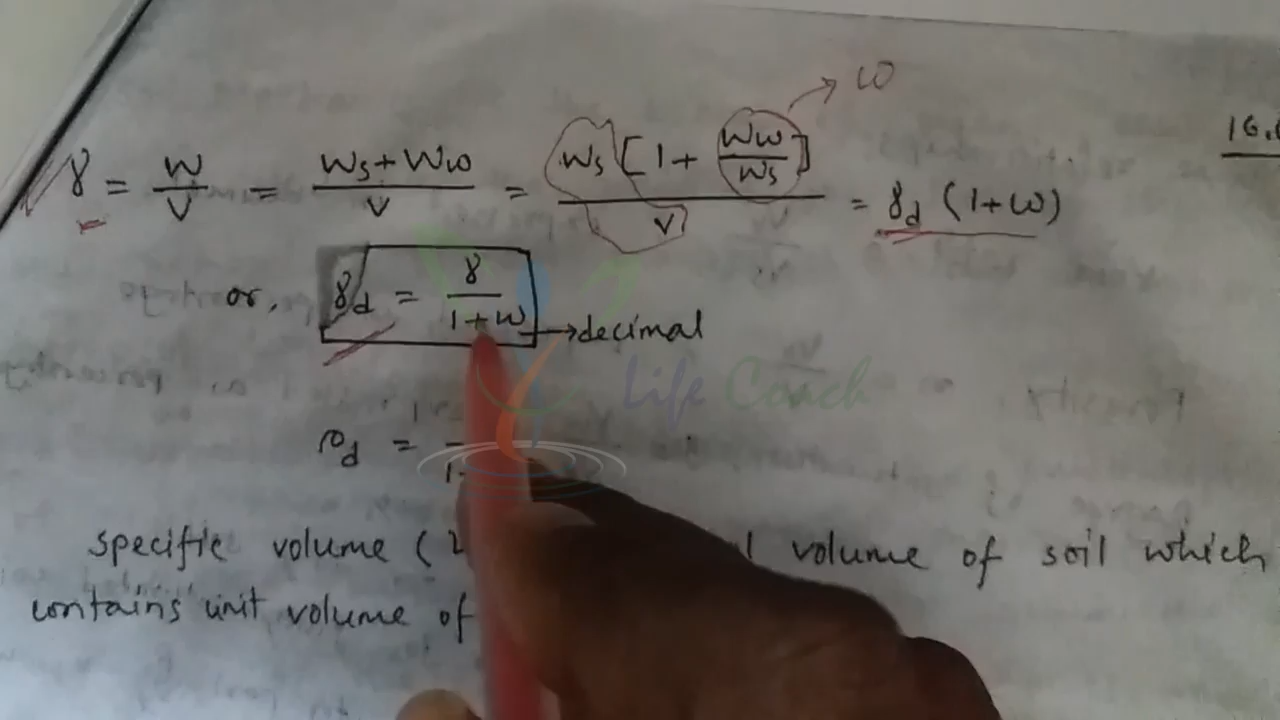 γ = W/V = Ws+Ww/V = Ws[1+Ww/Ws]/V = γd (1+ω) → ω
or, γd = γ/1+ω → decimal
Life Coach
ρd =
specific volume ( volume of soil which
contains unit volume of